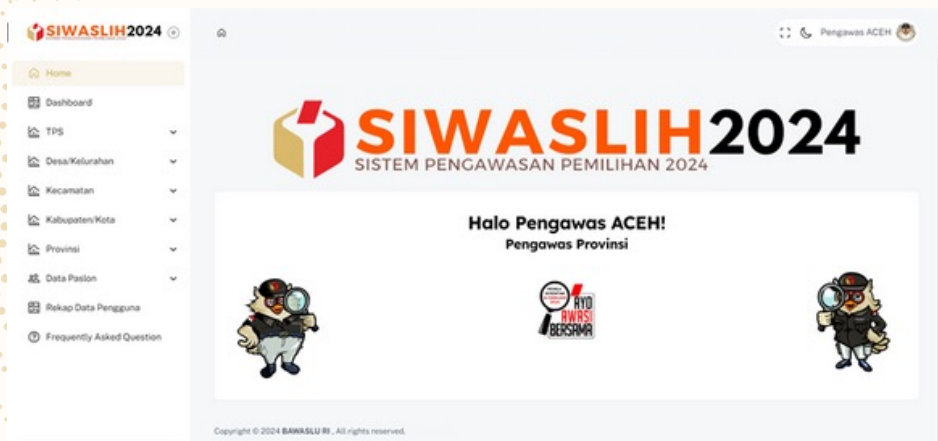 SIWASLIH2024
Pengawas ACEH
Home
Dashboard
TPS
Desa/Kelurahan
Kecamatan
Kabupaten/Kota
Provinsi
Data Paslon
Rekap Data Pengguna
Frequently Asked Question
SIWASLIH2024
SISTEM PENGAWASAN PEMILIHAN 2024
Halo Pengawas ACEH!
Pengawas Provinsi
AYO
AWASI
BERSAMA
Copyright © 2024 BAWASLU RI , All rights reserved.